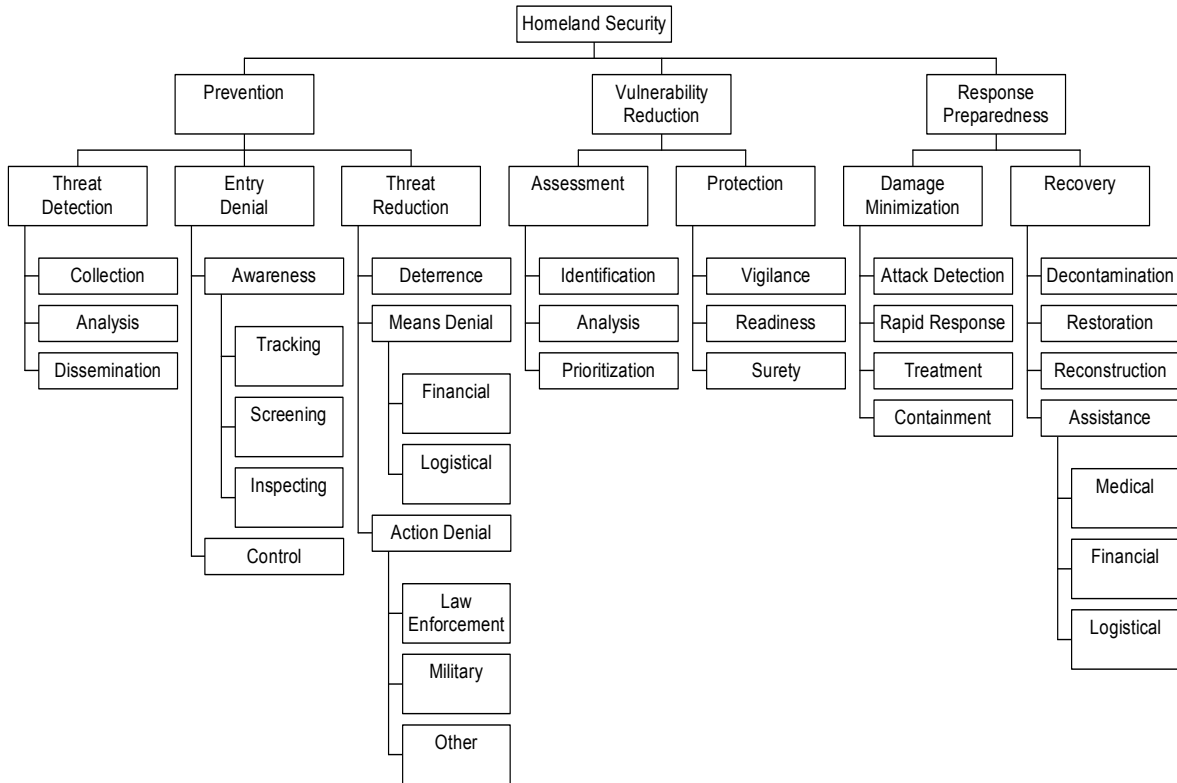 Homeland Security
Prevention
Vulnerability
Reduction
Response
Preparedness
Threat
Detection
Entry
Denial
Threat
Reduction
Assessment
Protection
Damage
Minimization
Recovery
Collection
Analysis
Dissemination
Awareness
Tracking
Screening
Inspecting
Control
Deterrence
Means Denial
Financial
Logistical
Action Denial
Law
Enforcement
Military
Other
Identification
Analysis
Prioritization
Vigilance
Readiness
Surety
Attack Detection
Rapid Response
Treatment
Containment
Decontamination
Restoration
Reconstruction
Assistance
Medical
Financial
Logistical